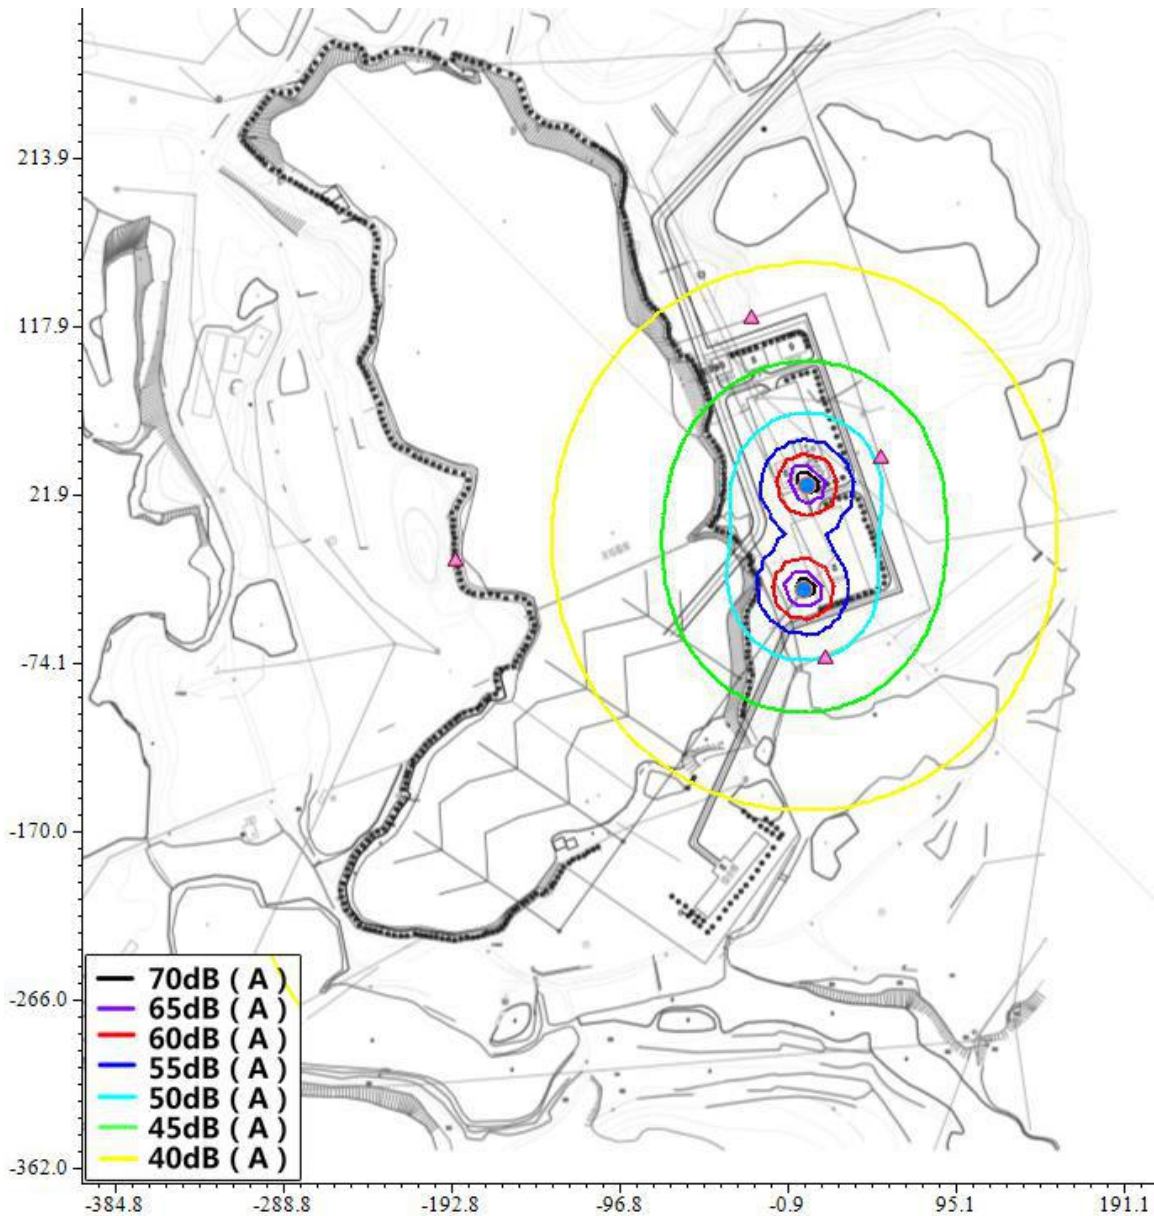 213.9
117.9
21.9
-74.1
-170.0
-266.0
-362.0
70dB ( A )
65dB ( A )
60dB ( A )
55dB ( A )
50dB ( A )
45dB ( A )
40dB ( A )
-384.8
-288.8
-192.8
-96.8
-0.9
95.1
191.1